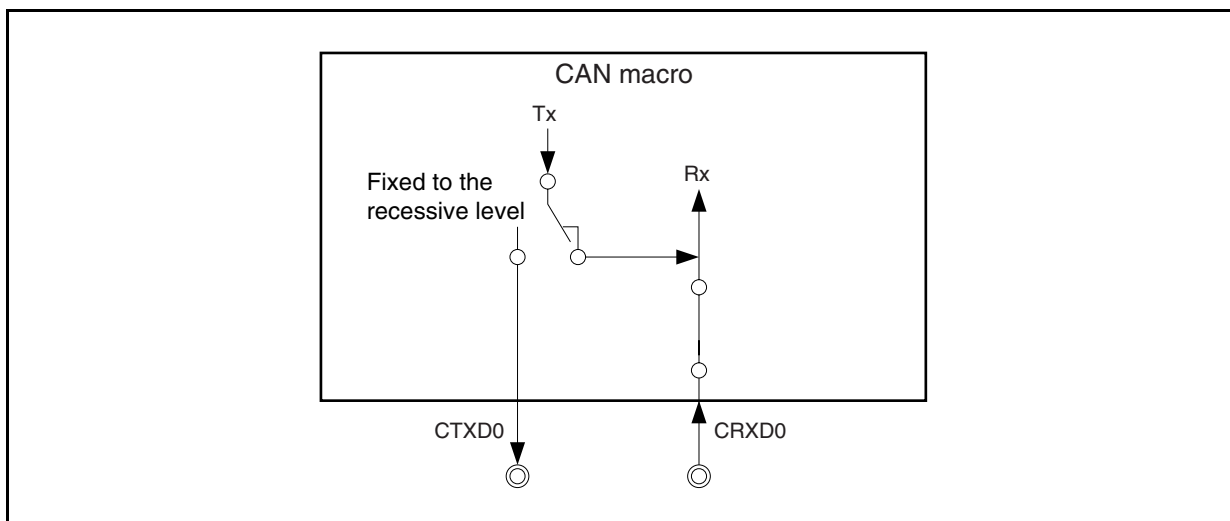 CAN macro
Tx
Rx
Fixed to the
recessive level
CTXD0
CRXD0